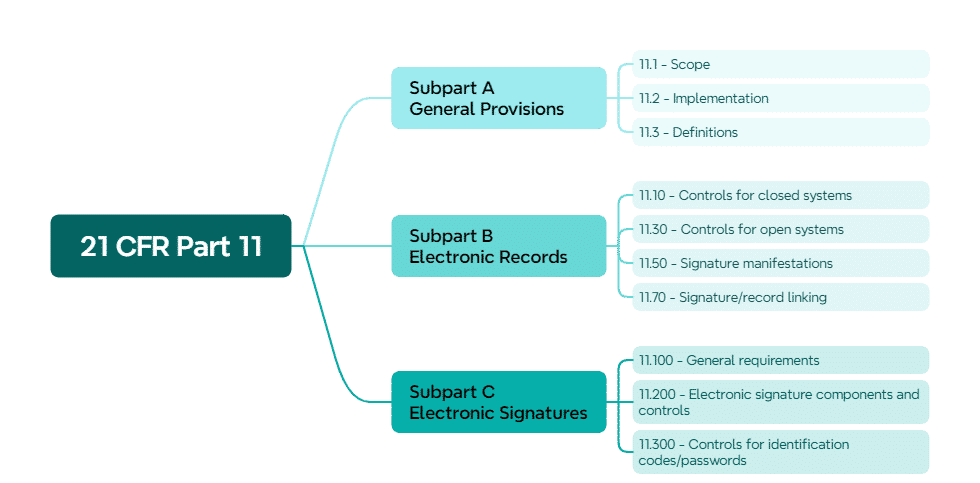 21 CFR Part 11
Subpart A
General Provisions
11.1 - Scope
11.2 - Implementation
11.3 - Definitions
Subpart B
Electronic Records
11.10 - Controls for closed systems
11.30 - Controls for open systems
11.50 - Signature manifestations
11.70 - Signature/record linking
Subpart C
Electronic Signatures
11.100 - General requirements
11.200 - Electronic signature components and
controls
11.300 - Controls for identification
codes/passwords